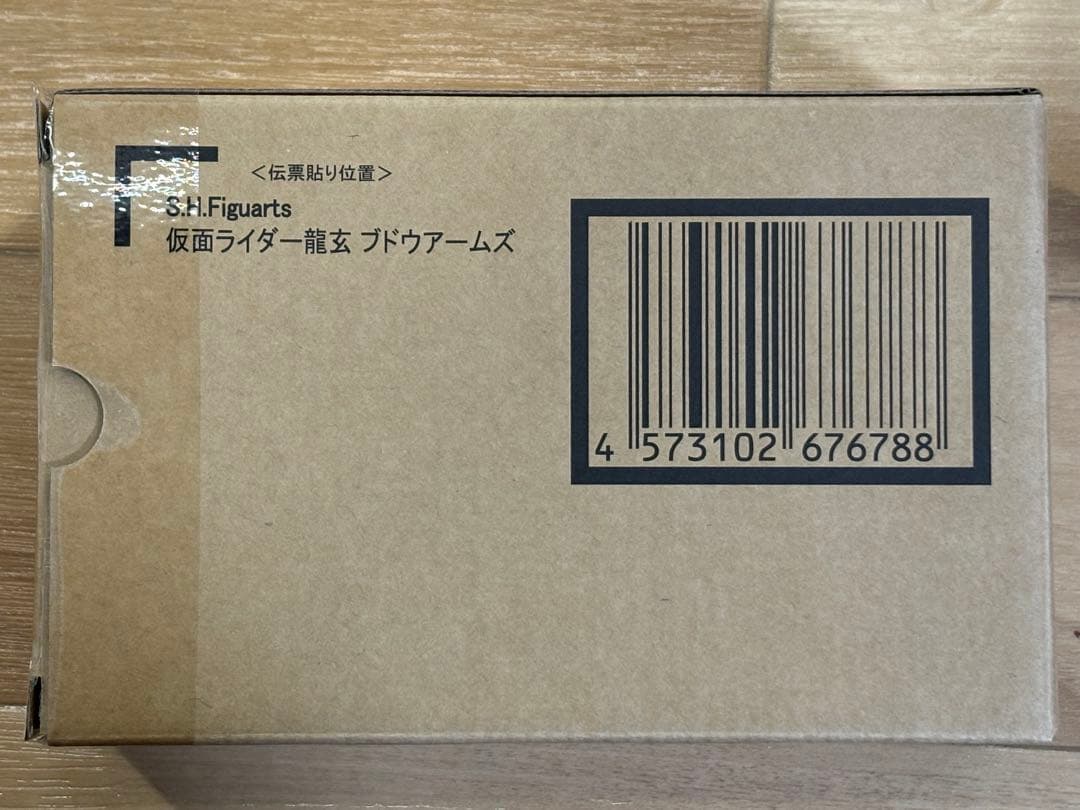 <伝票貼り位置>
S.H.Figuarts
仮面ライダー龍玄 ブドウアームズ
4 573102 676788